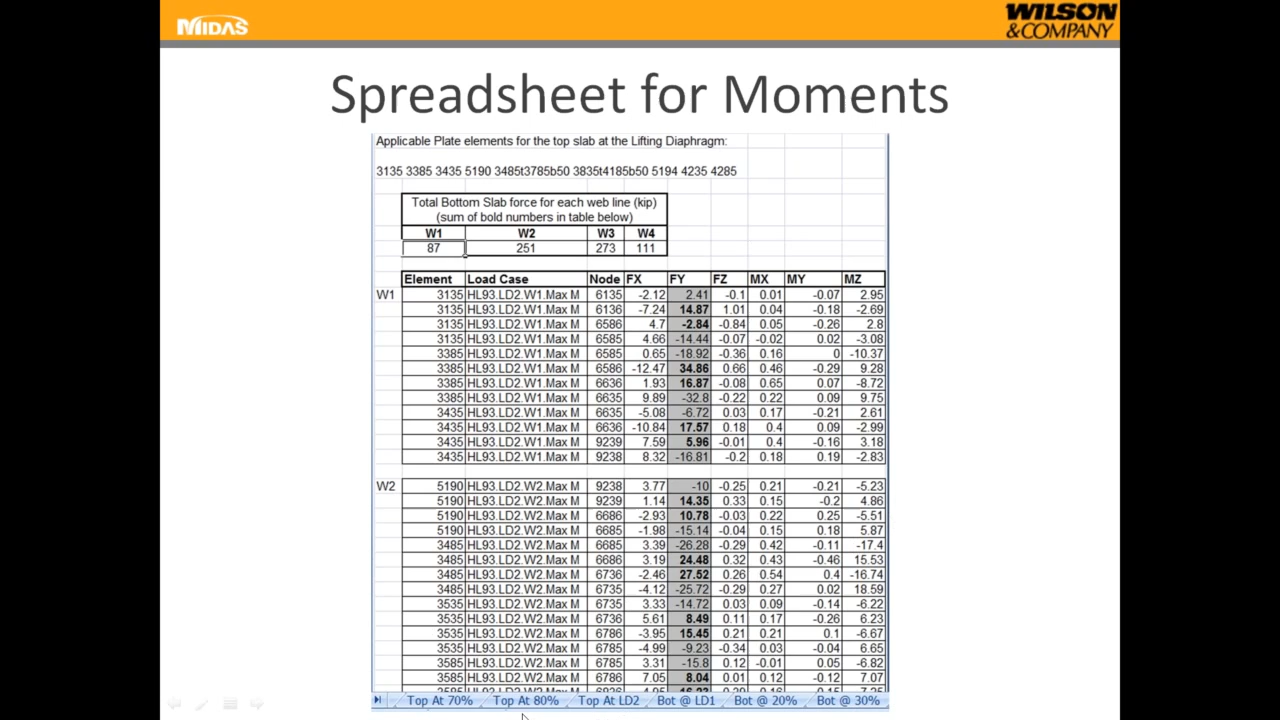 MIDAS
WILSON
&COMPANY
Spreadsheet for Moments
Applicable Plate elements for the top slab at the Lifting Diaphragm:
3135 3385 3435 5190 3485t3785b50 3835t4185b50 5194 4235 4285
Total Bottom Slab force for each web line (kip)
(sum of bold numbers in table below)
W1 W2 W3 W4
87 251 273 111
Element Load Case Node FX FY FZ MX MY MZ
W1 3135 HL93.LD2.W1.Max M 6135 -2.12 2.41 -0.1 0.01 -0.07 2.95
3135 HL93.LD2.W1.Max M 6136 -7.24 14.87 1.01 0.04 -0.18 -2.69
3135 HL93.LD2.W1.Max M 6586 4.7 -2.84 -0.84 0.05 -0.26 2.8
3135 HL93.LD2.W1.Max M 6585 4.66 -14.44 -0.07 -0.02 0.02 -3.08
3385 HL93.LD2.W1.Max M 6585 0.65 -18.92 -0.36 0.16 0 -10.37
3385 HL93.LD2.W1.Max M 6586 -12.47 34.86 0.66 0.46 -0.29 9.28
3385 HL93.LD2.W1.Max M 6636 1.93 16.87 -0.08 0.65 0.07 -8.72
3385 HL93.LD2.W1.Max M 6635 9.89 -32.8 -0.22 0.22 0.09 9.75
3435 HL93.LD2.W1.Max M 6635 -5.08 -6.72 0.03 0.17 -0.21 2.61
3435 HL93.LD2.W1.Max M 6636 -10.84 17.57 0.18 0.4 0.09 -2.99
3435 HL93.LD2.W1.Max M 9239 7.59 5.96 -0.01 0.4 -0.16 3.18
3435 HL93.LD2.W1.Max M 9238 8.32 -16.81 -0.2 0.18 0.19 -2.83
W2 5190 HL93.LD2.W2.Max M 9238 3.77 -10 -0.25 0.21 -0.21 -5.23
5190 HL93.LD2.W2.Max M 9239 1.14 14.35 0.33 0.15 -0.2 4.86
5190 HL93.LD2.W2.Max M 6686 -2.93 10.78 -0.03 0.22 0.25 -5.51
5190 HL93.LD2.W2.Max M 6685 -1.98 -15.14 -0.04 0.15 0.18 5.87
3485 HL93.LD2.W2.Max M 6685 3.39 -26.28 -0.29 0.42 -0.11 -17.4
3485 HL93.LD2.W2.Max M 6686 3.19 24.48 0.32 0.43 -0.46 15.53
3485 HL93.LD2.W2.Max M 6736 -2.46 27.52 0.26 0.54 0.4 -16.74
3485 HL93.LD2.W2.Max M 6735 -4.12 -25.72 -0.29 0.27 0.02 18.59
3535 HL93.LD2.W2.Max M 6735 3.33 -14.72 0.03 0.09 -0.14 -6.22
3535 HL93.LD2.W2.Max M 6736 5.61 8.49 0.11 0.17 -0.26 6.23
3535 HL93.LD2.W2.Max M 6786 -3.95 15.45 0.21 0.21 0.1 -6.67
3535 HL93.LD2.W2.Max M 6785 -4.99 -9.23 -0.34 0.03 -0.04 6.65
3585 HL93.LD2.W2.Max M 6785 3.31 -15.8 0.12 -0.01 0.05 -6.82
3585 HL93.LD2.W2.Max M 6786 7.05 8.04 0.01 0.12 -0.12 7.07
Top At 70% Top At 80% Top At LD2 Bot @ LD1 Bot @ 20% Bot @ 30%